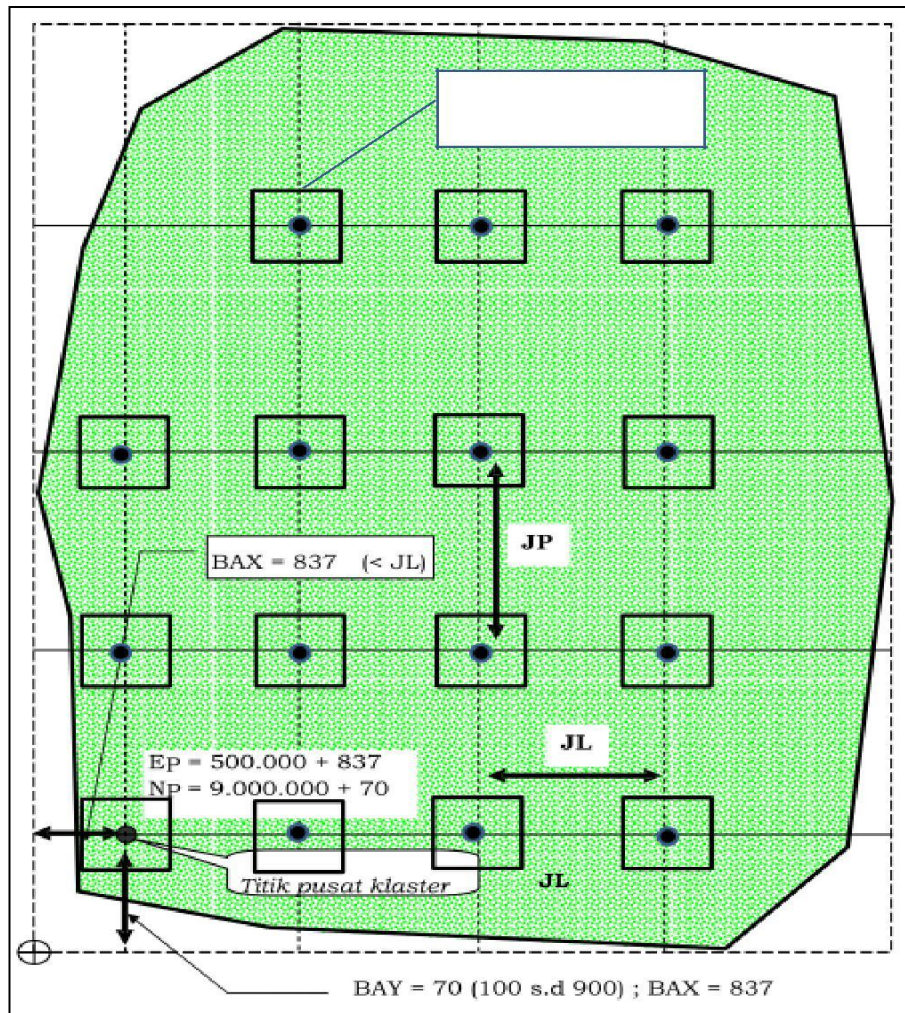 BAX = 837 (< JL)
JP
Ep = 500.000 + 837
Np = 9.000.000 + 70
JL
Titik pusat klaster
JL
BAY = 70 (100 s.d 900) ; BAX = 837